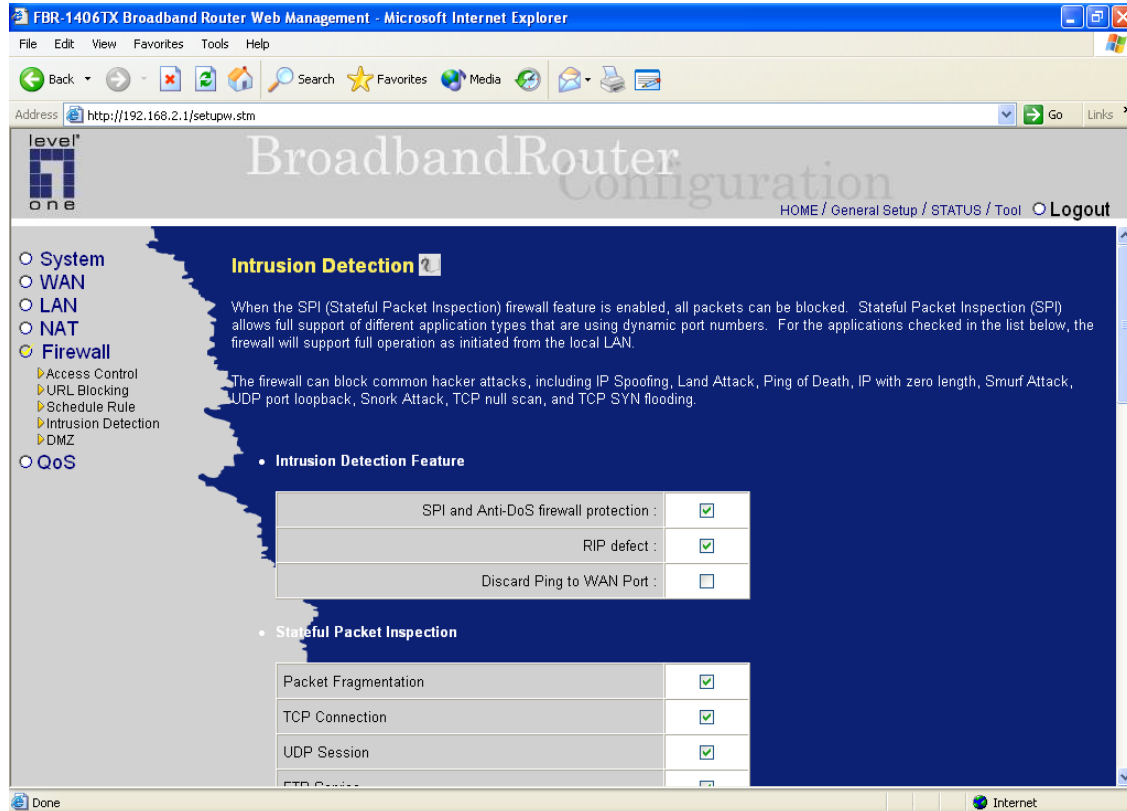 FBR-1406TX Broadband Router Web Management - Microsoft Internet Explorer
File Edit View Favorites Tools Help
Back Search Favorites Media
Address http://192.168.2.1/setupw.stm Go Links
level
one
BroadbandRouter
Configuration
HOME / General Setup / STATUS / Tool Logout
System
WAN
LAN
NAT
Firewall
Access Control
URL Blocking
Schedule Rule
Intrusion Detection
DMZ
QoS
Intrusion Detection
When the SPI (Stateful Packet Inspection) firewall feature is enabled, all packets can be blocked. Stateful Packet Inspection (SPI)
allows full support of different application types that are using dynamic port numbers. For the applications checked in the list below, the
firewall will support full operation as initiated from the local LAN.
The firewall can block common hacker attacks, including IP Spoofing, Land Attack, Ping of Death, IP with zero length, Smurf Attack,
UDP port loopback, Snork Attack, TCP null scan, and TCP SYN flooding.
• Intrusion Detection Feature
SPI and Anti-DoS firewall protection :
RIP defect :
Discard Ping to WAN Port :
• Stateful Packet Inspection
Packet Fragmentation
TCP Connection
UDP Session
FTP Service
Done Internet